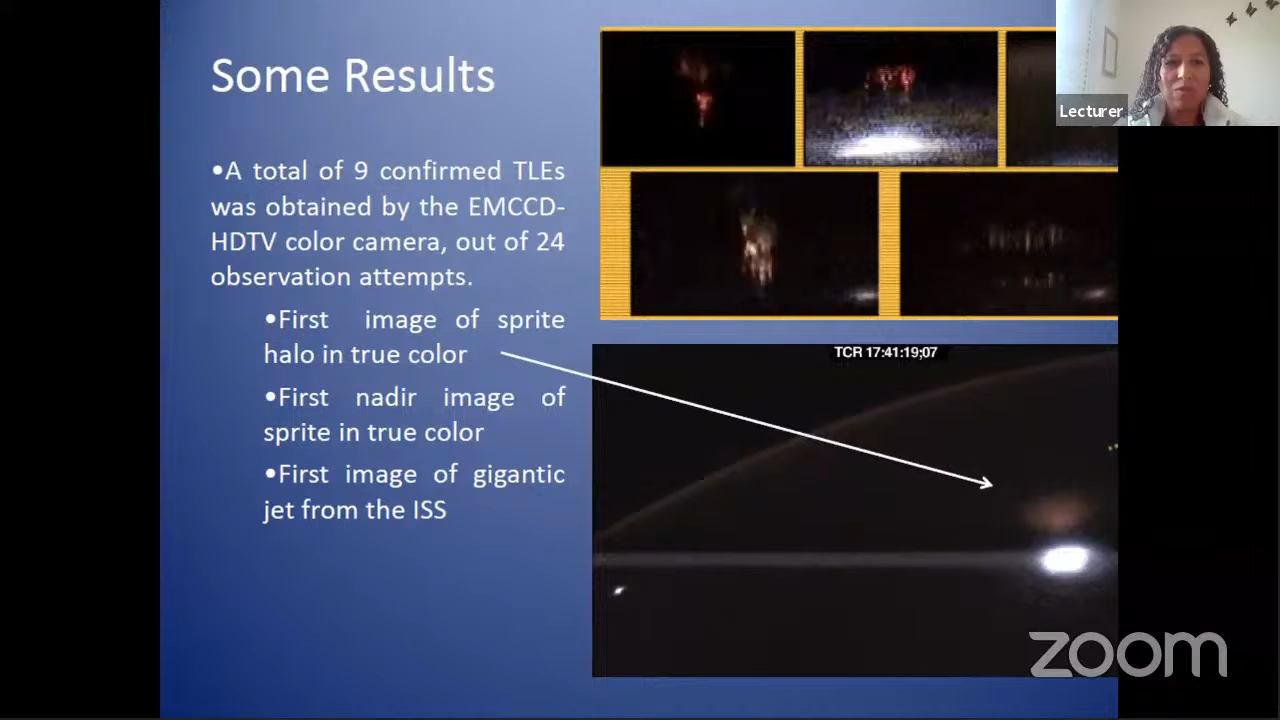 Some Results
•A total of 9 confirmed TLEs
was obtained by the EMCCD-
HDTV color camera, out of 24
observation attempts.
•First image of sprite
halo in true color
•First nadir image of
sprite in true color
•First image of gigantic
jet from the ISS
TCR 17:41:19;07
Lecturer
zoom